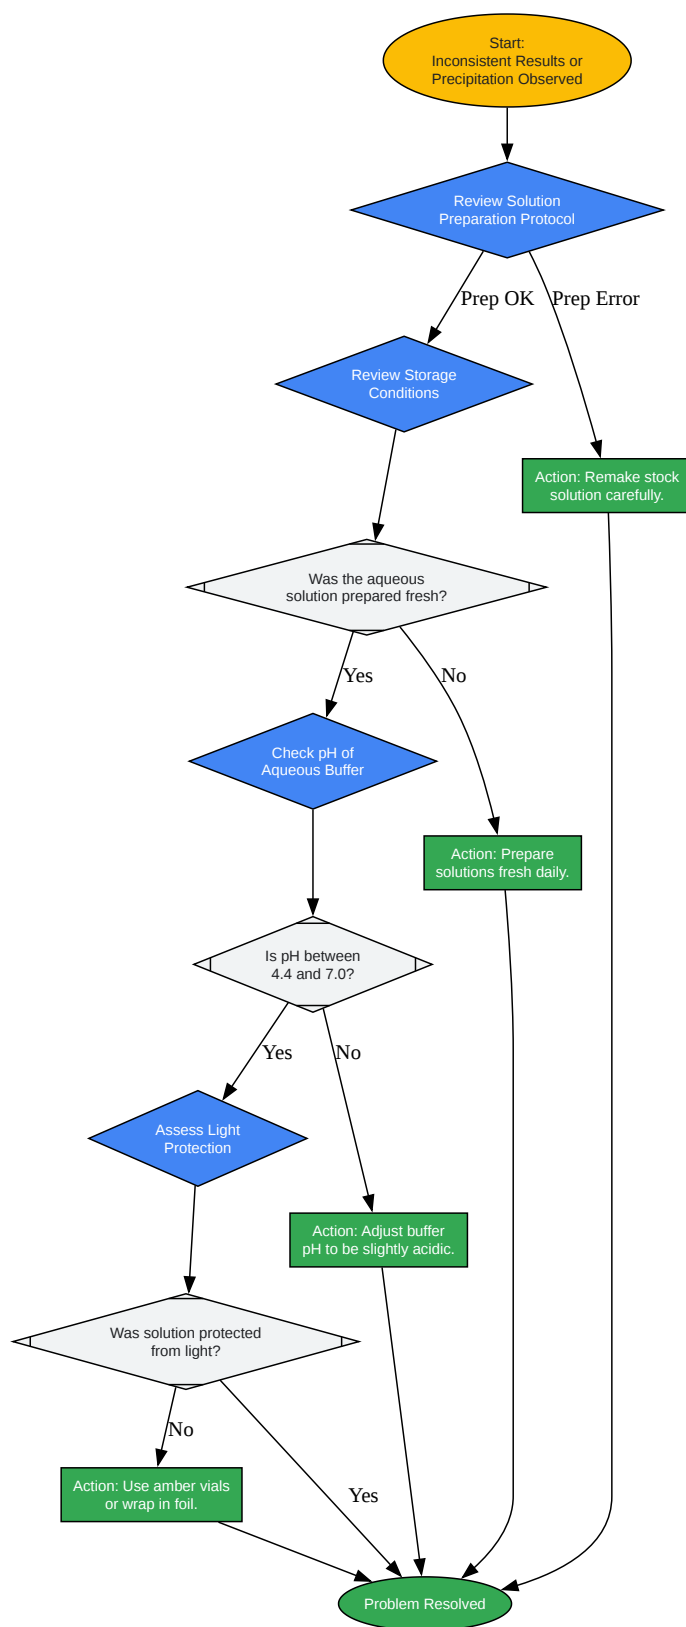 Start:
Inconsistent Results or
Precipitation Observed
Review Solution
Preparation Protocol
Prep OK
Prep Error
Review Storage
Conditions
Action: Remake stock
solution carefully.
Was the aqueous
solution prepared fresh?
Yes
No
Check pH of
Aqueous Buffer
Action: Prepare
solutions fresh daily.
Is pH between
4.4 and 7.0?
Yes
No
Assess Light
Protection
Action: Adjust buffer
pH to be slightly acidic.
Was solution protected
from light?
No
Yes
Action: Use amber vials
or wrap in foil.
Problem Resolved